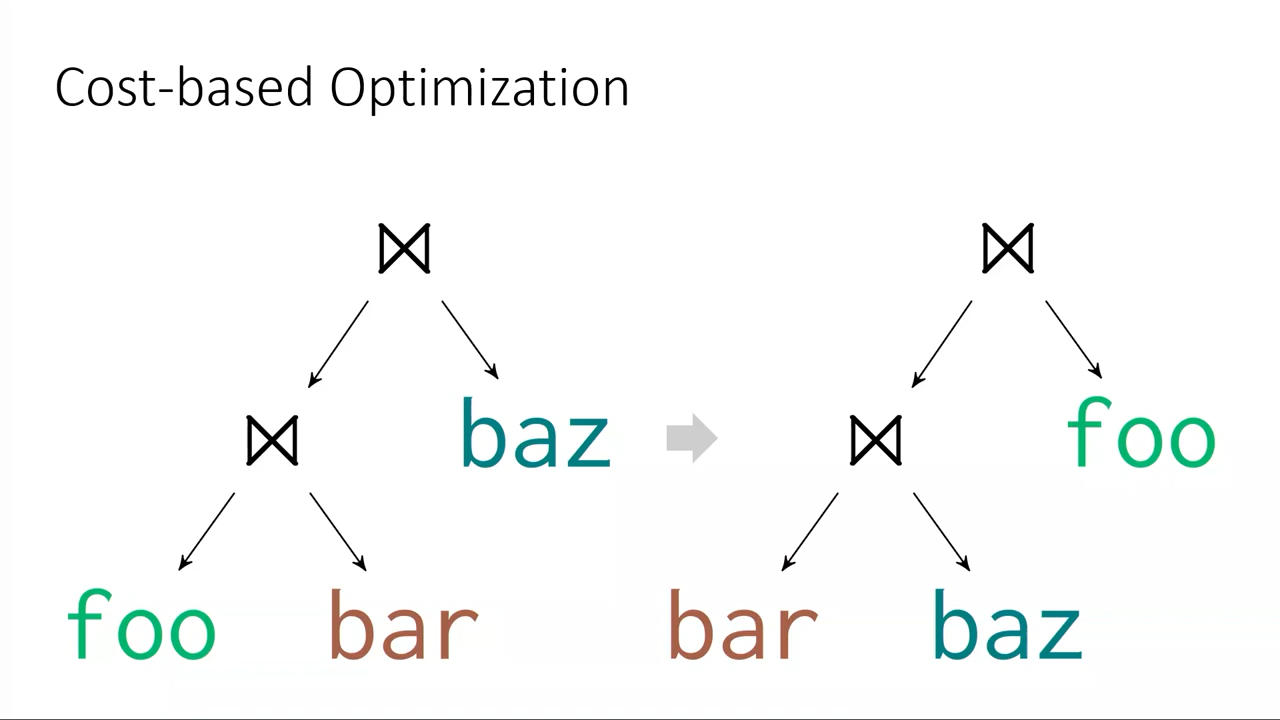 Cost-based Optimization
⋈ ⋈
⋈ baz ⋈ foo
foo bar bar baz